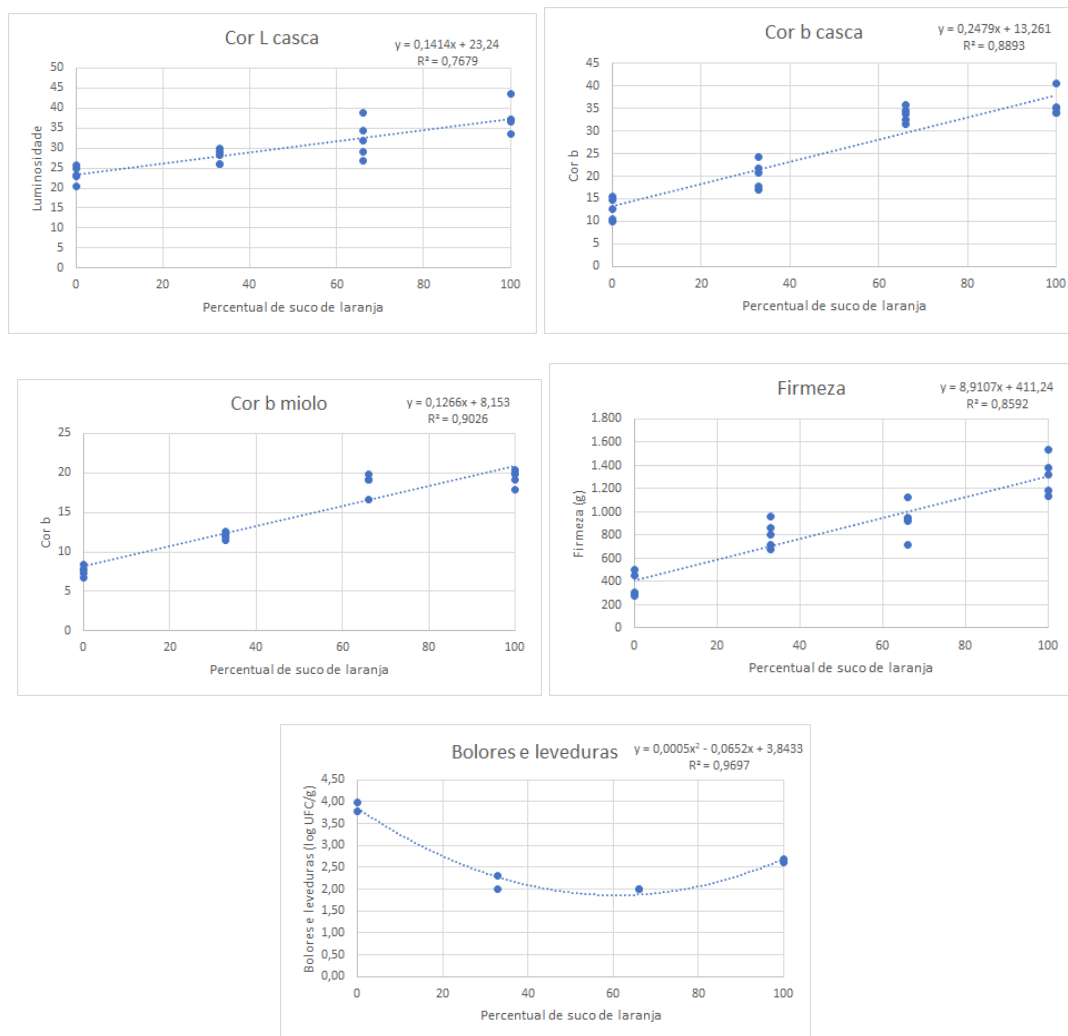 Cor L casca
y = 0,1414x + 23,24
R² = 0,7679
Luminosidade
50
45
40
35
30
25
20
15
10
5
0
0 20 40 60 80 100
Percentual de suco de laranja
Cor b casca
y = 0,2479x + 13,261
R² = 0,8893
Cor b
45
40
35
30
25
20
15
10
5
0
0 20 40 60 80 100
Percentual de suco de laranja
Cor b miolo
y = 0,1266x + 8,153
R² = 0,9026
Cor b
25
20
15
10
5
0
0 20 40 60 80 100
Percentual de suco de laranja
Firmeza
y = 8,9107x + 411,24
R² = 0,8592
Firmeza (g)
1.800
1.600
1.400
1.200
1.000
800
600
400
200
0
0 20 40 60 80 100
Percentual de suco de laranja
Bolores e leveduras
y = 0,0005x² - 0,0652x + 3,8433
R² = 0,9697
Bolores e leveduras (log UFC/g)
4,50
4,00
3,50
3,00
2,50
2,00
1,50
1,00
0,50
0,00
0 20 40 60 80 100
Percentual de suco de laranja